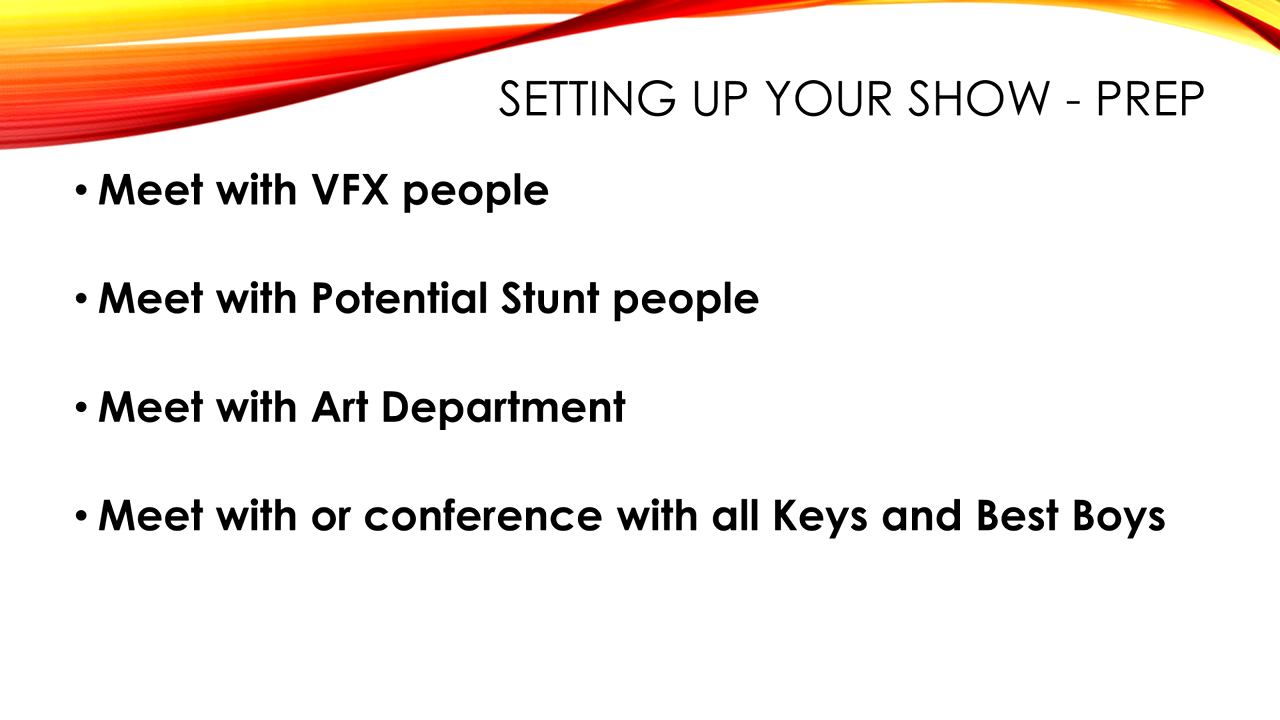 SETTING UP YOUR SHOW - PREP
• Meet with VFX people
• Meet with Potential Stunt people
• Meet with Art Department
• Meet with or conference with all Keys and Best Boys